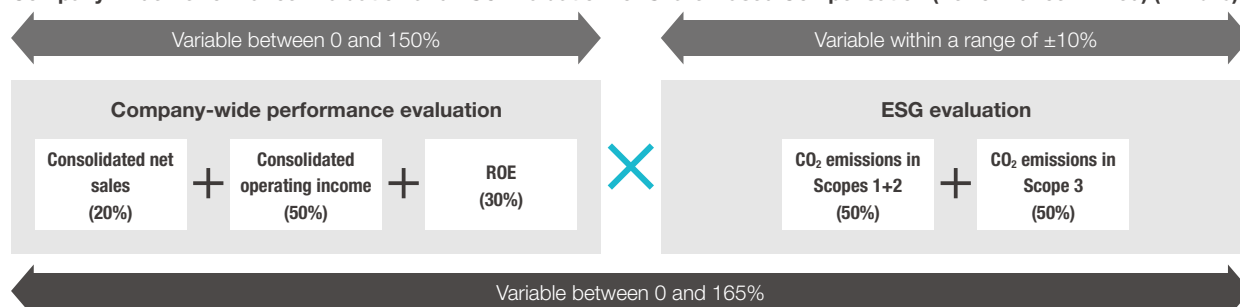 Variable between 0 and 150%
Variable within a range of ±10%
Company-wide performance evaluation
Consolidated net
sales
(20%)
+
Consolidated
operating income
(50%)
+
ROE
(30%)
×
ESG evaluation
CO₂ emissions in
Scopes 1+2
(50%)
+
CO₂ emissions in
Scope 3
(50%)
Variable between 0 and 165%